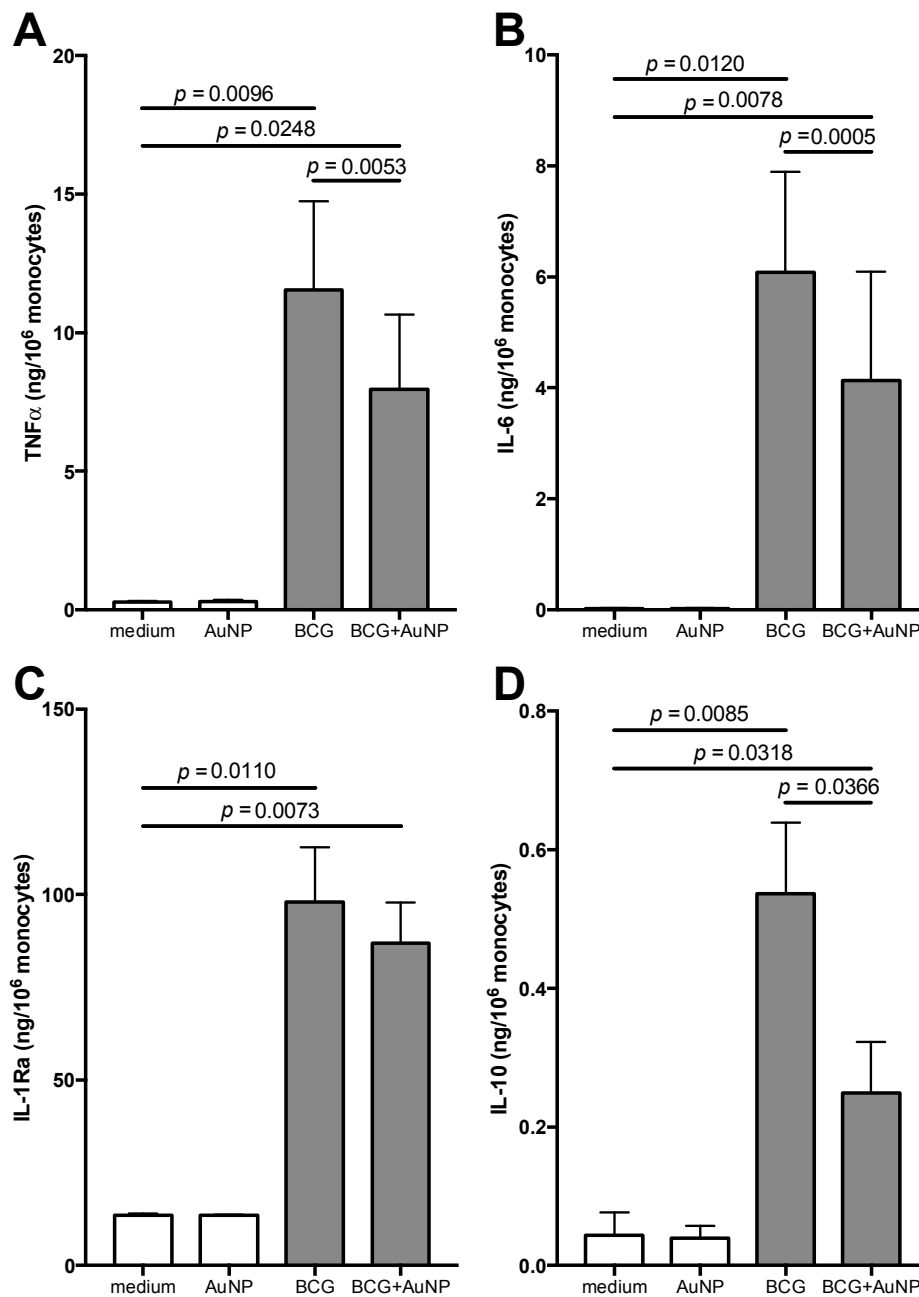 A
TNFα (ng/10⁶ monocytes)
20
15
10
5
0
p = 0.0096
p = 0.0248
p = 0.0053
medium AuNP BCG BCG+AuNP
B
IL-6 (ng/10⁶ monocytes)
10
8
6
4
2
0
p = 0.0120
p = 0.0078
p = 0.0005
medium AuNP BCG BCG+AuNP
C
IL-1Ra (ng/10⁶ monocytes)
150
100
50
0
p = 0.0110
p = 0.0073
medium AuNP BCG BCG+AuNP
D
IL-10 (ng/10⁶ monocytes)
0.8
0.6
0.4
0.2
0.0
p = 0.0085
p = 0.0318
p = 0.0366
medium AuNP BCG BCG+AuNP